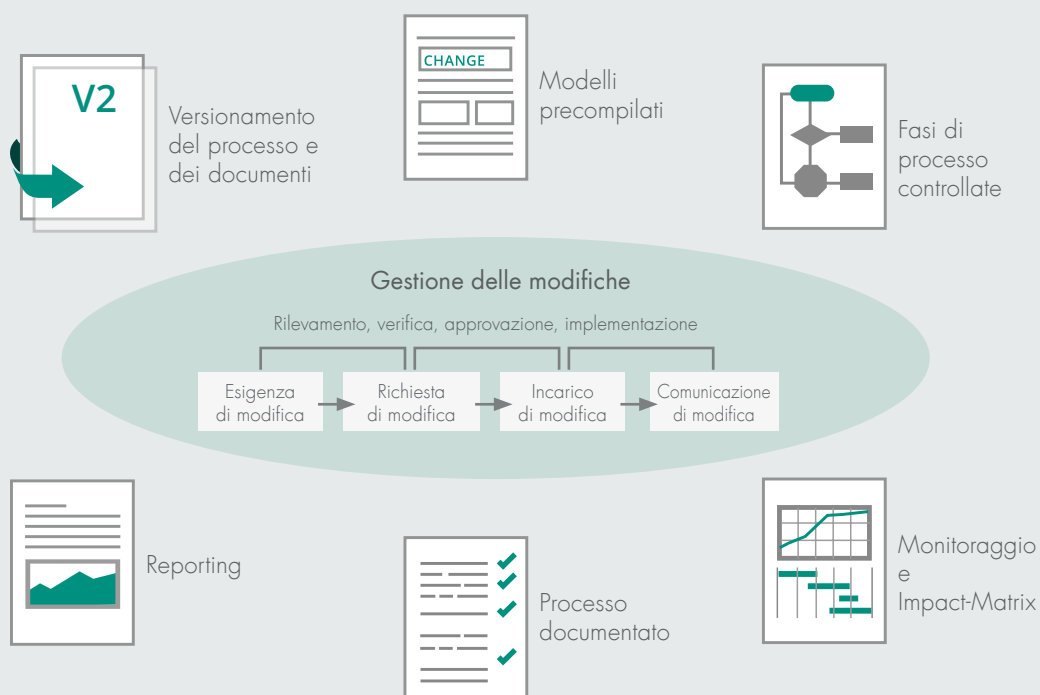 V2
Versionamento
del processo e
dei documenti
CHANGE
Modelli
precompilati
Fasi di
processo
controllate
Gestione delle modifiche
Rilevamento, verifica, approvazione, implementazione
Esigenza
di modifica
Richiesta
di modifica
Incarico
di modifica
Comunicazione
di modifica
Reporting
Processo
documentato
Monitoraggio
e
Impact-Matrix